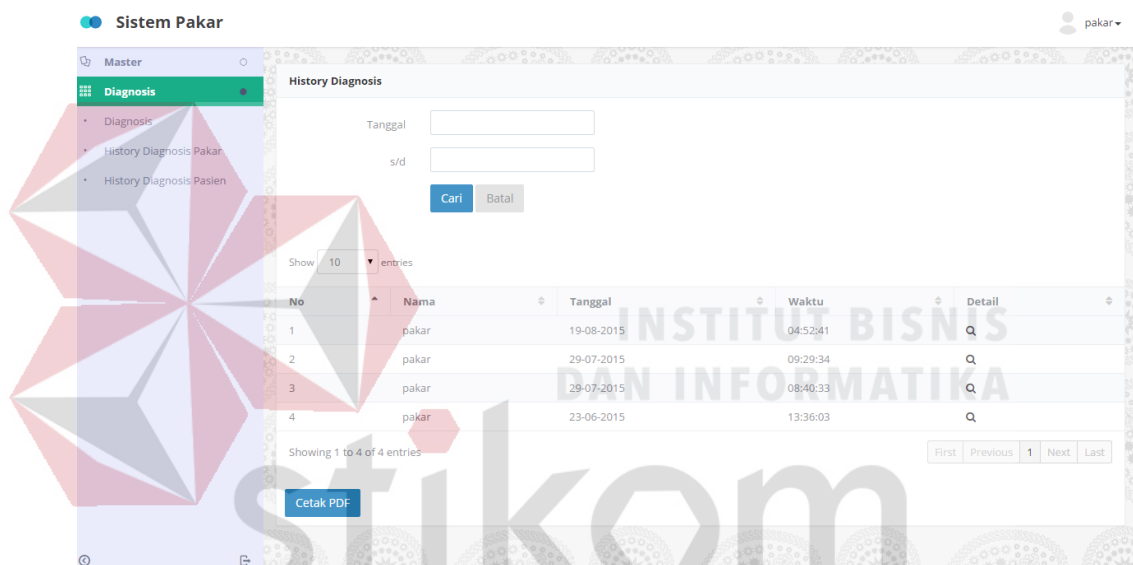 Sistem Pakar
pakar
Master
Diagnosis
Diagnosis
History Diagnosis Pakar
History Diagnosis Pasien
History Diagnosis
Tanggal
s/d
Cari Batal
Show 10 entries
No Nama Tanggal Waktu Detail
1 pakar 19-08-2015 04:52:41
2 pakar 29-07-2015 09:29:34
3 pakar 29-07-2015 08:40:33
4 pakar 23-06-2015 13:36:03
Showing 1 to 4 of 4 entries
First Previous 1 Next Last
Cetak PDF
INSTITUT BISNIS
DAN INFORMATIKA
stikom